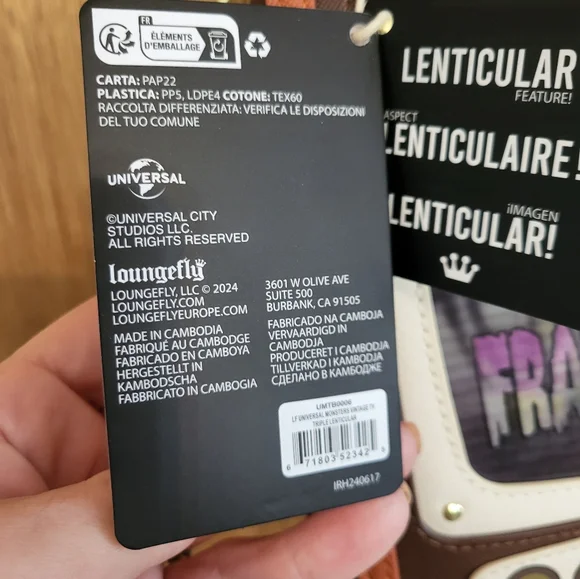 FR
ÉLÉMENTS
D'EMBALLAGE
CARTA: PAP22
PLASTICA: PP5, LDPE4 COTONE: TEX60
RACCOLTA DIFFERENZIATA: VERIFICA LE DISPOSIZIONI
DEL TUO COMUNE
UNIVERSAL
©UNIVERSAL CITY
STUDIOS LLC.
ALL RIGHTS RESERVED
loungefly
LOUNGEFLY, LLC © 2024
LOUNGEFLY.COM
LOUNGEFLYEUROPE.COM
MADE IN CAMBODIA
FABRIQUÉ AU CAMBODGE
FABRICADO EN CAMBOYA
HERGESTELLT IN
KAMBODSCHA
FABBRICATO IN CAMBOGIA
3601 W OLIVE AVE
SUITE 500
BURBANK, CA 91505
FABRICADO NA CAMBOJA
VERVAARDIGD IN
CAMBODJA
PRODUCERET I CAMBODJA
TILLVERKAD I KAMBODJA
СДЕЛАНО В КАМБОДЖЕ
UMTB0006
LF UNIVERSAL MONSTERS VINTAGE TV
TRIPLE LENTICULAR
6 71803 52342 5
IRH240617
LENTICULAR
FEATURE!
ASPECT
LENTICULAIRE !
¡IMAGEN
LENTICULAR!
FRA